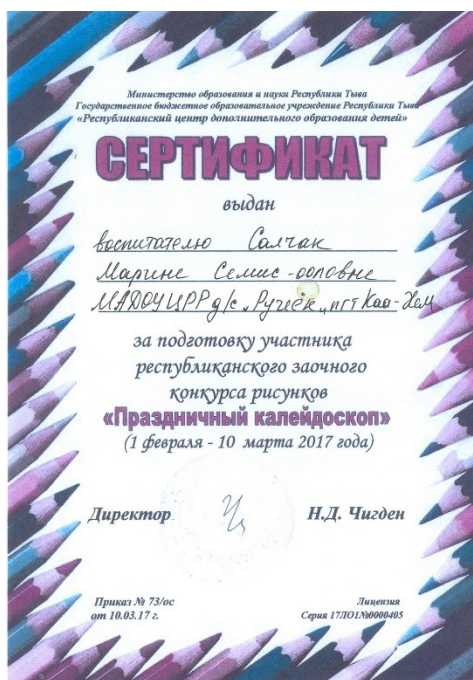 Министерство образования и науки Республики Тыва
Государственное бюджетное образовательное учреждение Республики Тыва
«Республиканский центр дополнительного образования детей»
СЕРТИФИКАТ
выдан
воспитателю Салчак
Марине Семис-ооловне
МАДОУ ЦРР д/с „Ручеёк" пгт Каа-Хем
за подготовку участника
республиканского заочного
конкурса рисунков
«Праздничный калейдоскоп»
(1 февраля - 10 марта 2017 года)
Директор Н.Д. Чигден
Приказ № 73/ос Лицензия
от 10.03.17 г. Серия 17ЛО1№0000405